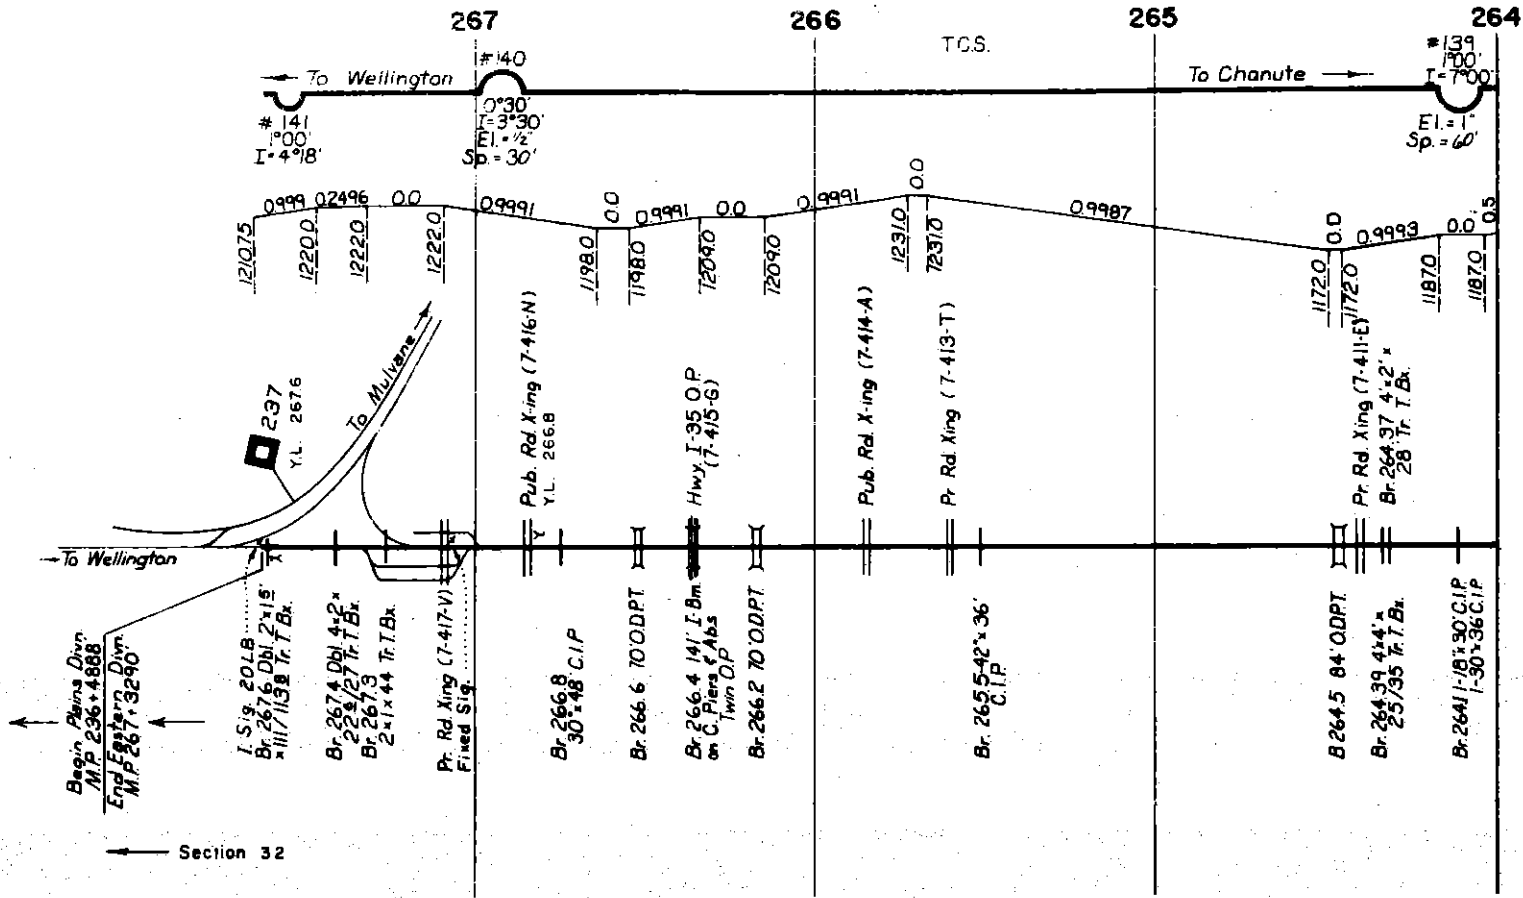 267
266
265
264
T.C.S.
← To Wellington
#140
0°30'
I=3°30'
El.=½"
Sp.=30'
# 141
1°00'
I=4°18'
To Chanute →
#139
1°00'
I=7°00'
El.=1"
Sp.=60'
0.999
0.2496
0.0
0.9991
0.0
0.9991
0.0
0.9991
0.0
0.9987
0.0
0.9993
0.0
0.5
1210.75
1220.0
1222.0
1222.0
1198.0
1198.0
1209.0
1209.0
1231.0
1231.0
1172.0
1172.0
1187.0
1187.0
To Mulvane
237
Y.L. 267.6
Pub. Rd. X-ing (7-416-N)
Y.L. 266.8
Hwy. I-35 O.P.
(7-415-G)
Pub. Rd. X-ing (7-414-A)
Pr. Rd. Xing (7-413-T)
Pr. Rd. Xing (7-411-E)
Br. 264.37 4'x2'x
28' Tr. T. Bx.
→ To Wellington
Y
Y
Begin Plains Divn.
M.P. 236+4888'
End Eastern Divn.
M.P. 267+3290'
I. Sig. 20LB
Br. 267.6 Dbl. 2'x1.5'
Tr. T. Bx.
Br. 267.4 Dbl. 4x2x
Tr. T. Bx.
Br. 267.3
2x1x44 Tr. T. Bx.
Pr. Rd. Xing (7-417-V)
Fixed Sig.
Br. 266.8
30"x48' C.I.P.
Br. 266.6 70' O.D.P.T.
Br. 266.4 141' I-Bm.
on C. Piers & Abs
Twin O.P.
Br. 266.2 70' O.D.P.T.
Br. 265.5-42"x36'
C.I.P.
B 264.5 84' O.D.P.T.
Br. 264.39 4'x4'x
25/35 Tr. T. Bx.
Br. 264.1 1-18"x30' C.I.P.
1-30"x36' C.I.P.
← Section 32